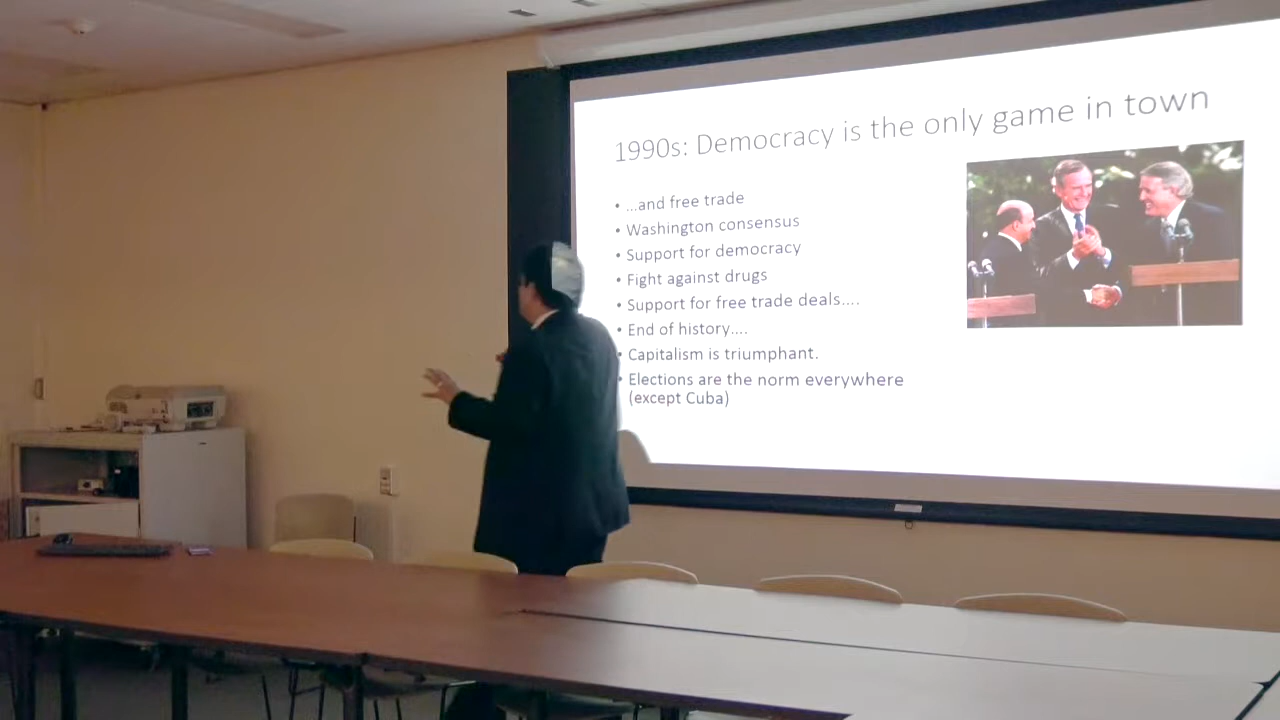 1990s: Democracy is the only game in town
• ...and free trade
• Washington consensus
• Support for democracy
• Fight against drugs
• Support for free trade deals....
• End of history....
• Capitalism is triumphant.
• Elections are the norm everywhere
(except Cuba)